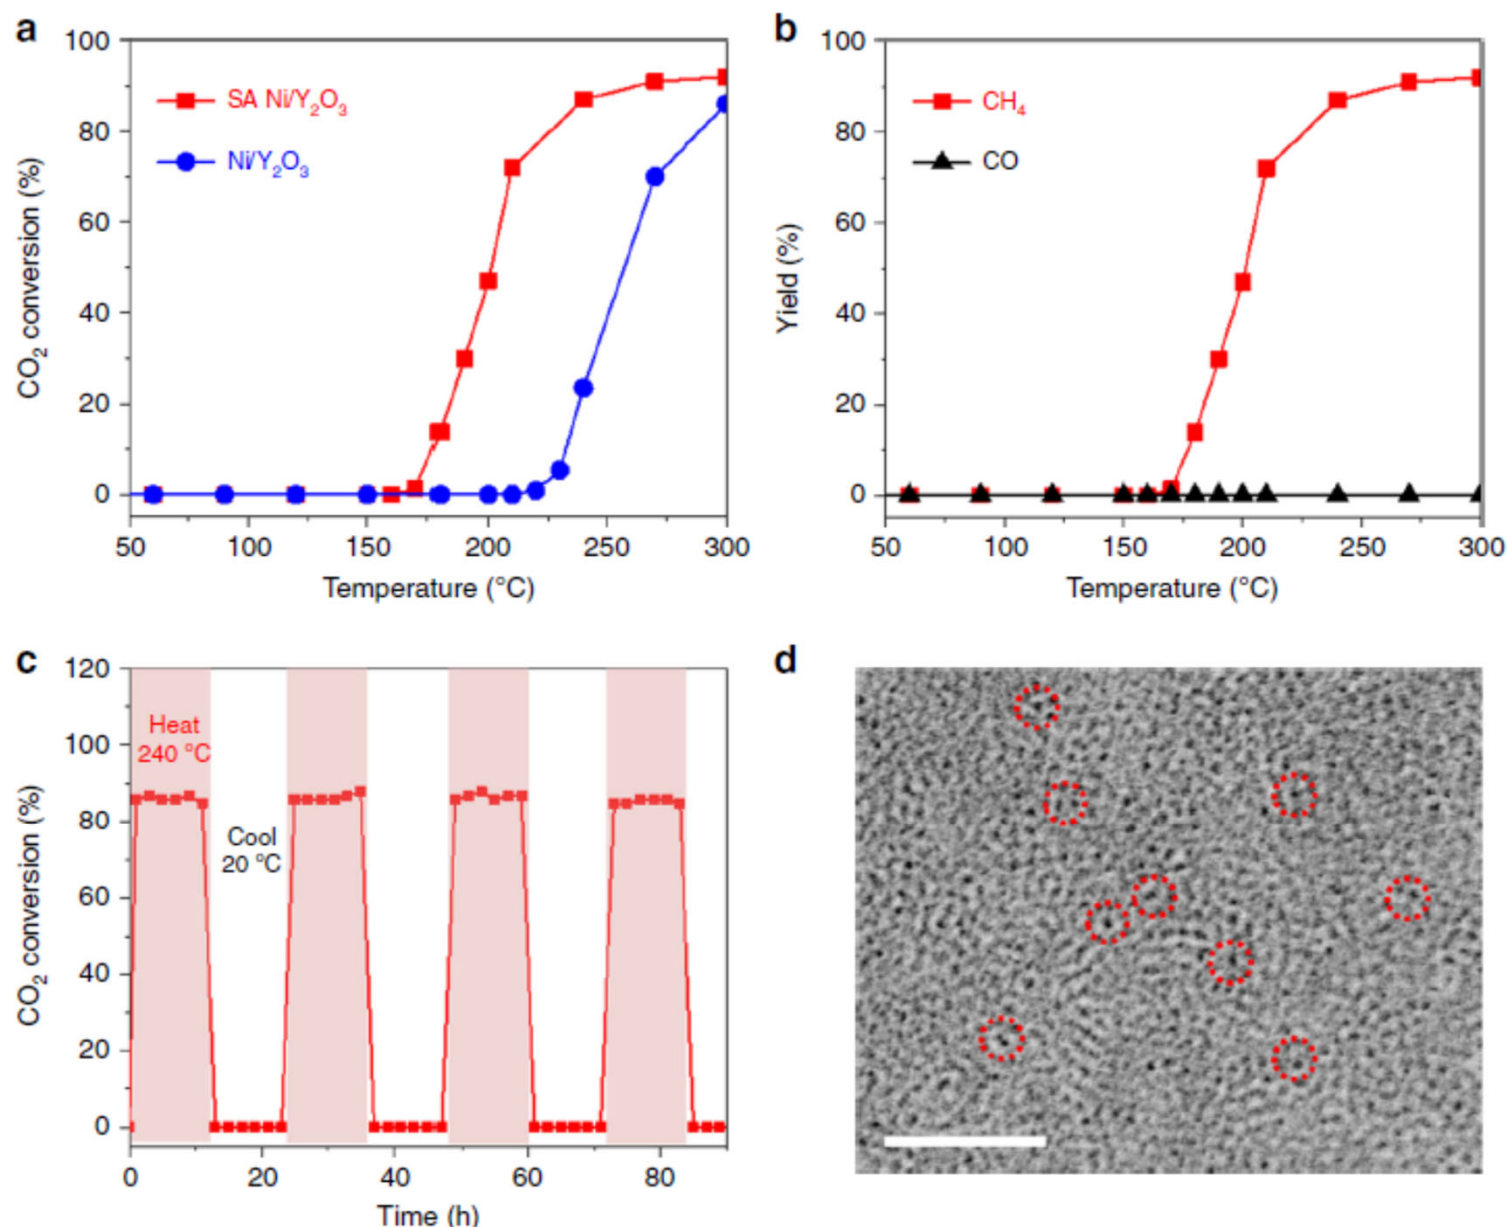 a
100
80
60
40
20
0
CO₂ conversion (%)
SA Ni/Y₂O₃
Ni/Y₂O₃
50 100 150 200 250 300
Temperature (°C)
b
100
80
60
40
20
0
Yield (%)
CH₄
CO
50 100 150 200 250 300
Temperature (°C)
c
120
100
80
60
40
20
0
CO₂ conversion (%)
Heat
240 °C
Cool
20 °C
0 20 40 60 80
Time (h)
d